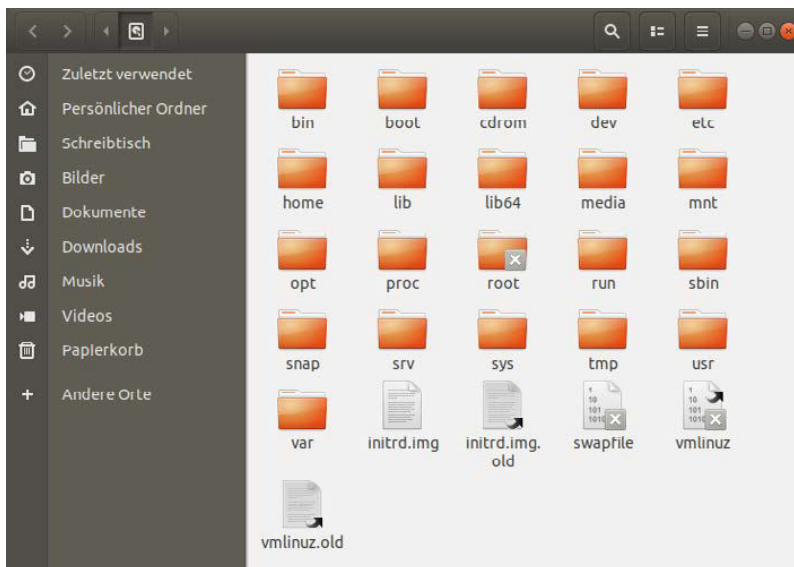 Zuletzt verwendet
Persönlicher Ordner
Schreibtisch
Bilder
Dokumente
Downloads
Musik
Videos
Papierkorb
Andere Orte
bin boot cdrom dev etc
home lib lib64 media mnt
opt proc root run sbin
snap srv sys tmp usr
var initrd.img initrd.img. swapfile vmlinuz
old
vmlinuz.old